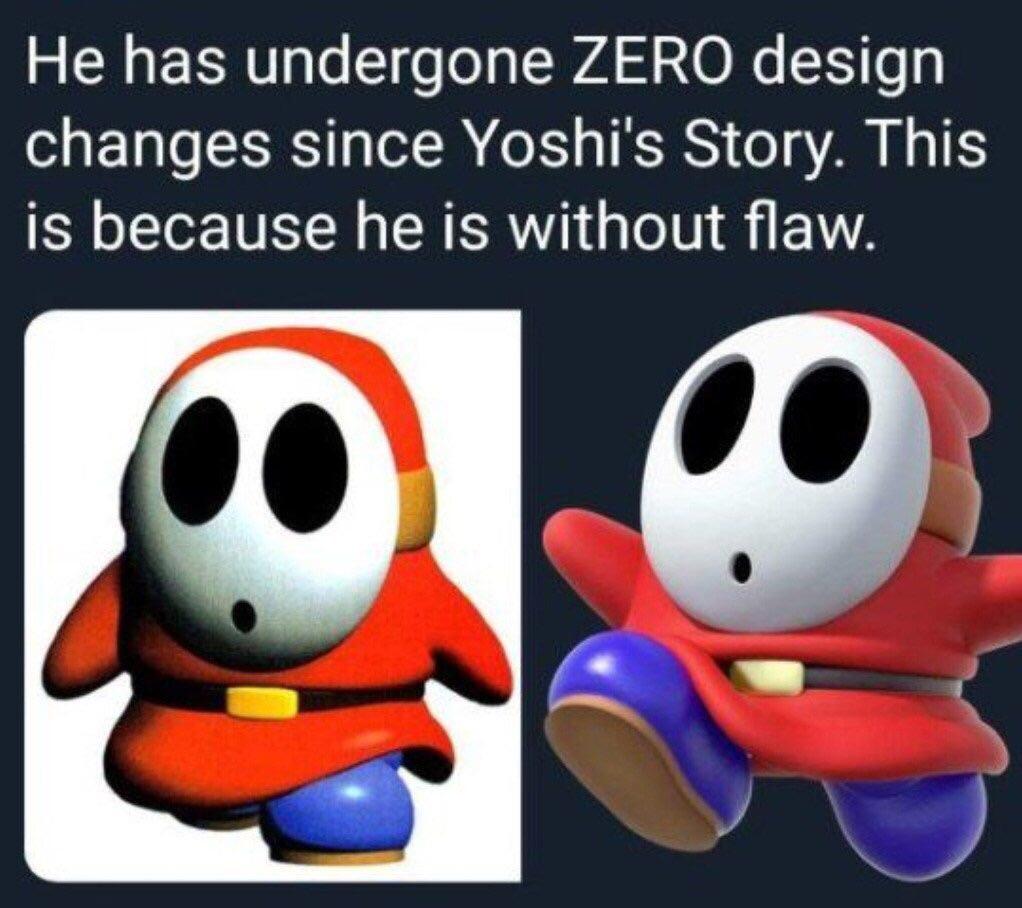 He has undergone ZERO design
changes since Yoshi's Story. This
is because he is without flaw.